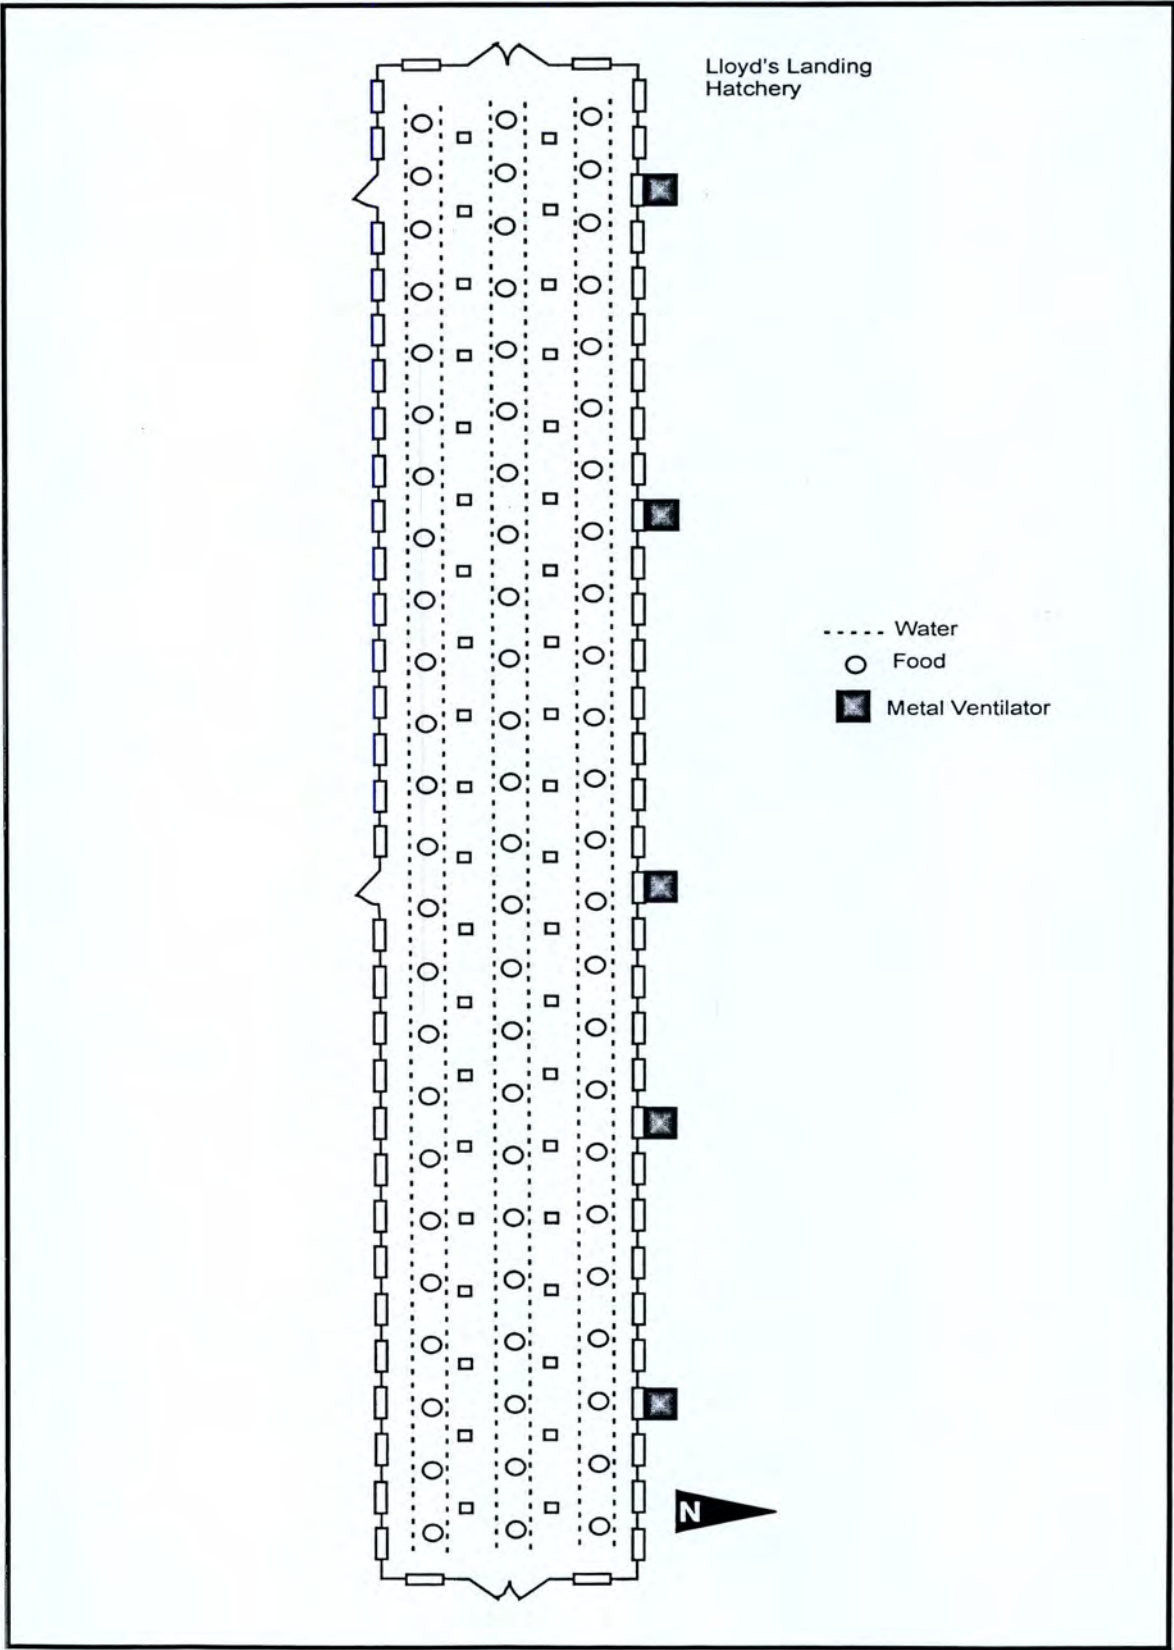 Lloyd's Landing
Hatchery
Water
Food
Metal Ventilator
N